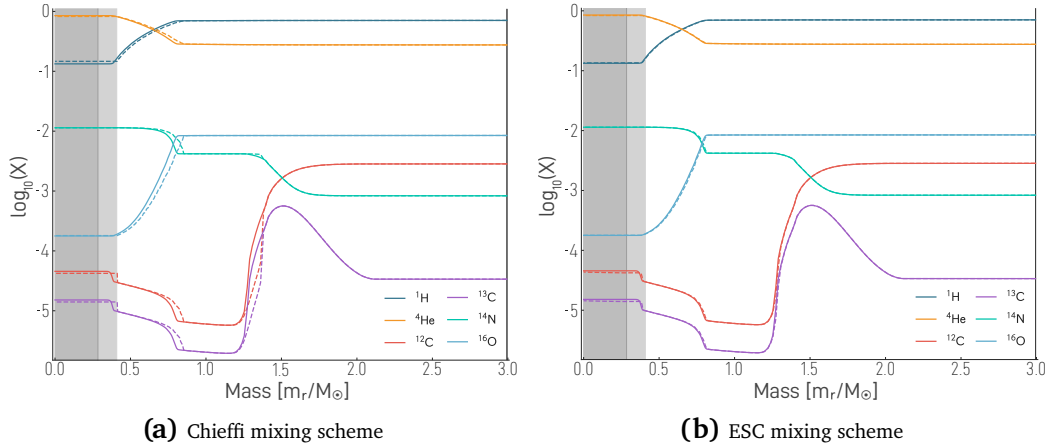 0
-1
-2
-3
-4
-5
log₁₀(X)
0.0 0.5 1.0 1.5 2.0 2.5 3.0
Mass [mᵣ/M☉]
¹H ¹³C
⁴He ¹⁴N
¹²C ¹⁶O
(a) Chieffi mixing scheme
0
-1
-2
-3
-4
-5
log₁₀(X)
0.0 0.5 1.0 1.5 2.0 2.5 3.0
Mass [mᵣ/M☉]
¹H ¹³C
⁴He ¹⁴N
¹²C ¹⁶O
(b) ESC mixing scheme